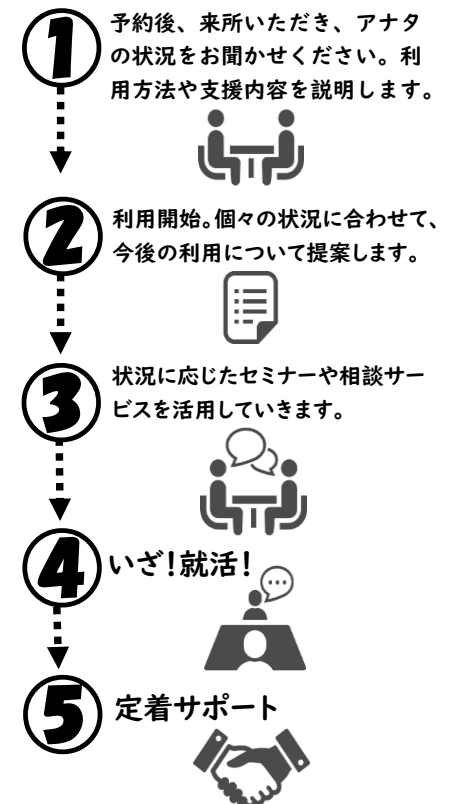 1
予約後、来所いただき、アナタ
の状況をお聞かせください。利
用方法や支援内容を説明します。
2
利用開始。個々の状況に合わせて、
今後の利用について提案します。
3
状況に応じたセミナーや相談サー
ビスを活用していきます。
4
いざ!就活!
5
定着サポート